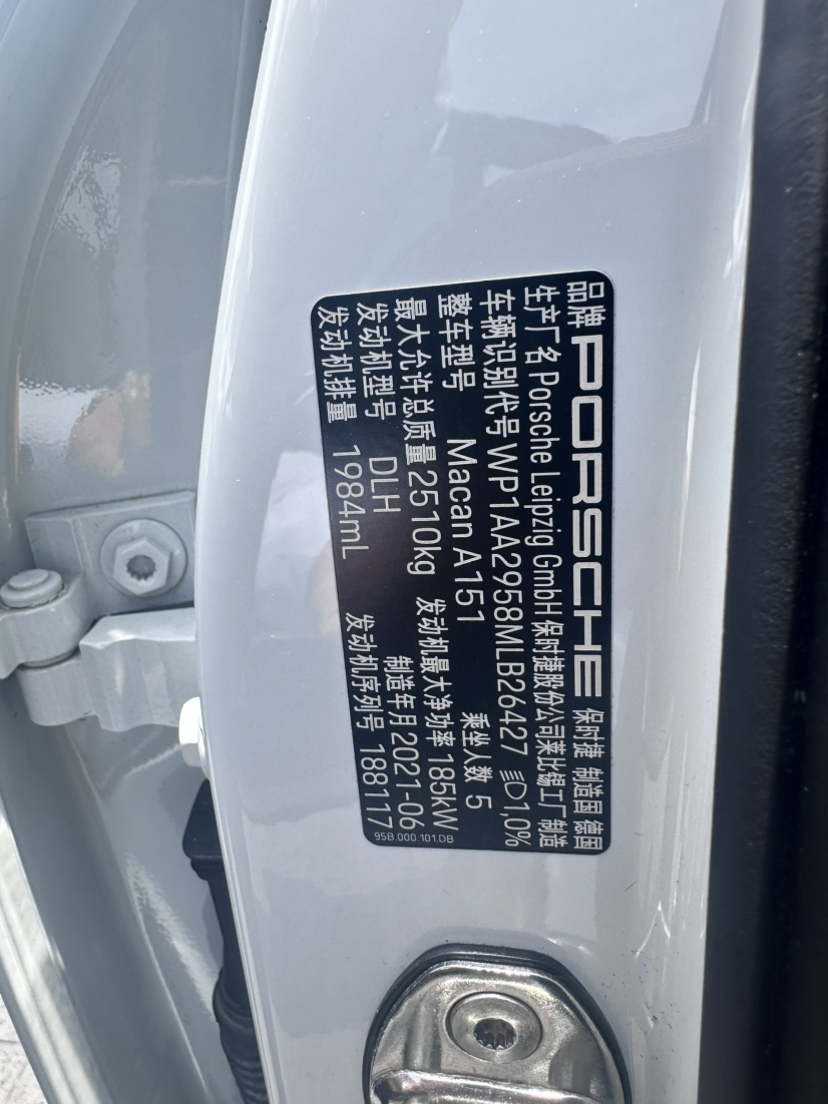 品牌 PORSCHE 保时捷 制造国 德国
生产厂名 Porsche Leipzig GmbH 保时捷股份公司莱比锡工厂制造
车辆识别代号 WP1AA2958MLB26427 1,0%
整车型号 Macan A151 乘坐人数 5
最大允许总质量 2510kg 发动机最大净功率 185kW
发动机型号 DLH 制造年月 2021-06
发动机排量 1984mL 发动机序列号 188117
95B.000.101.DB